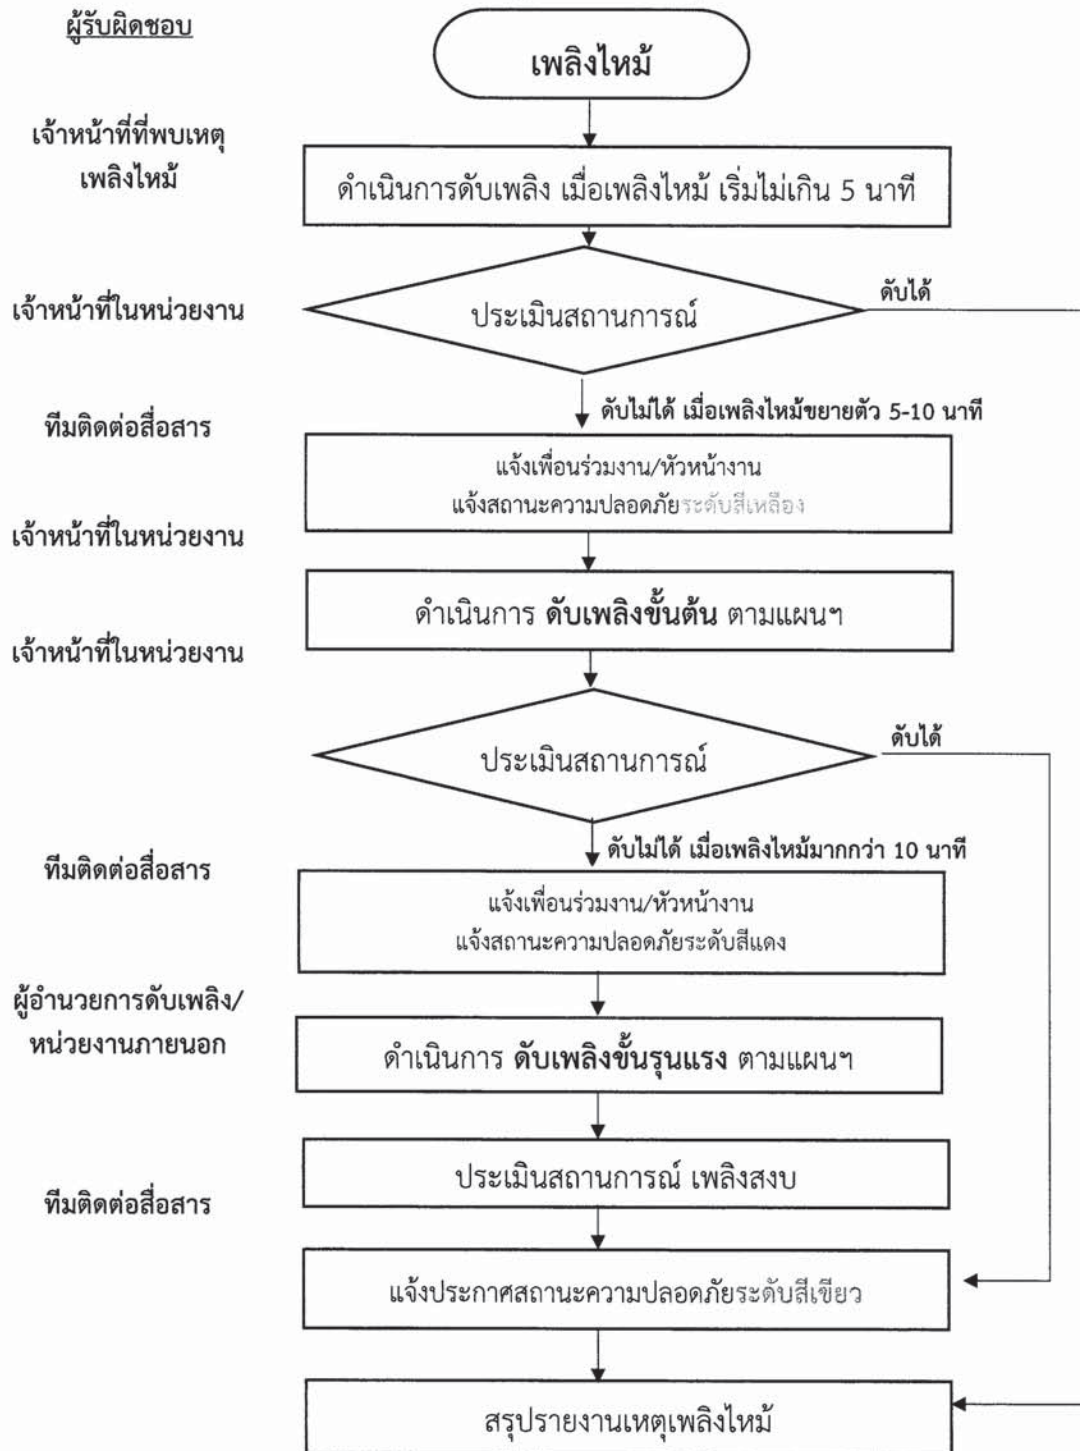 ผู้รับผิดชอบ
เพลิงไหม้
เจ้าหน้าที่ที่พบเหตุ
เพลิงไหม้
ดำเนินการดับเพลิง เมื่อเพลิงไหม้ เริ่มไม่เกิน 5 นาที
เจ้าหน้าที่ในหน่วยงาน
ประเมินสถานการณ์
ดับได้
ทีมติดต่อสื่อสาร
ดับไม่ได้ เมื่อเพลิงไหม้ขยายตัว 5-10 นาที
แจ้งเพื่อนร่วมงาน/หัวหน้างาน
แจ้งสถานะความปลอดภัยระดับสีเหลือง
เจ้าหน้าที่ในหน่วยงาน
ดำเนินการ ดับเพลิงขั้นต้น ตามแผนฯ
เจ้าหน้าที่ในหน่วยงาน
ประเมินสถานการณ์
ดับได้
ทีมติดต่อสื่อสาร
ดับไม่ได้ เมื่อเพลิงไหม้มากกว่า 10 นาที
แจ้งเพื่อนร่วมงาน/หัวหน้างาน
แจ้งสถานะความปลอดภัยระดับสีแดง
ผู้อำนวยการดับเพลิง/
หน่วยงานภายนอก
ดำเนินการ ดับเพลิงขั้นรุนแรง ตามแผนฯ
ประเมินสถานการณ์ เพลิงสงบ
ทีมติดต่อสื่อสาร
แจ้งประกาศสถานะความปลอดภัยระดับสีเขียว
สรุปรายงานเหตุเพลิงไหม้